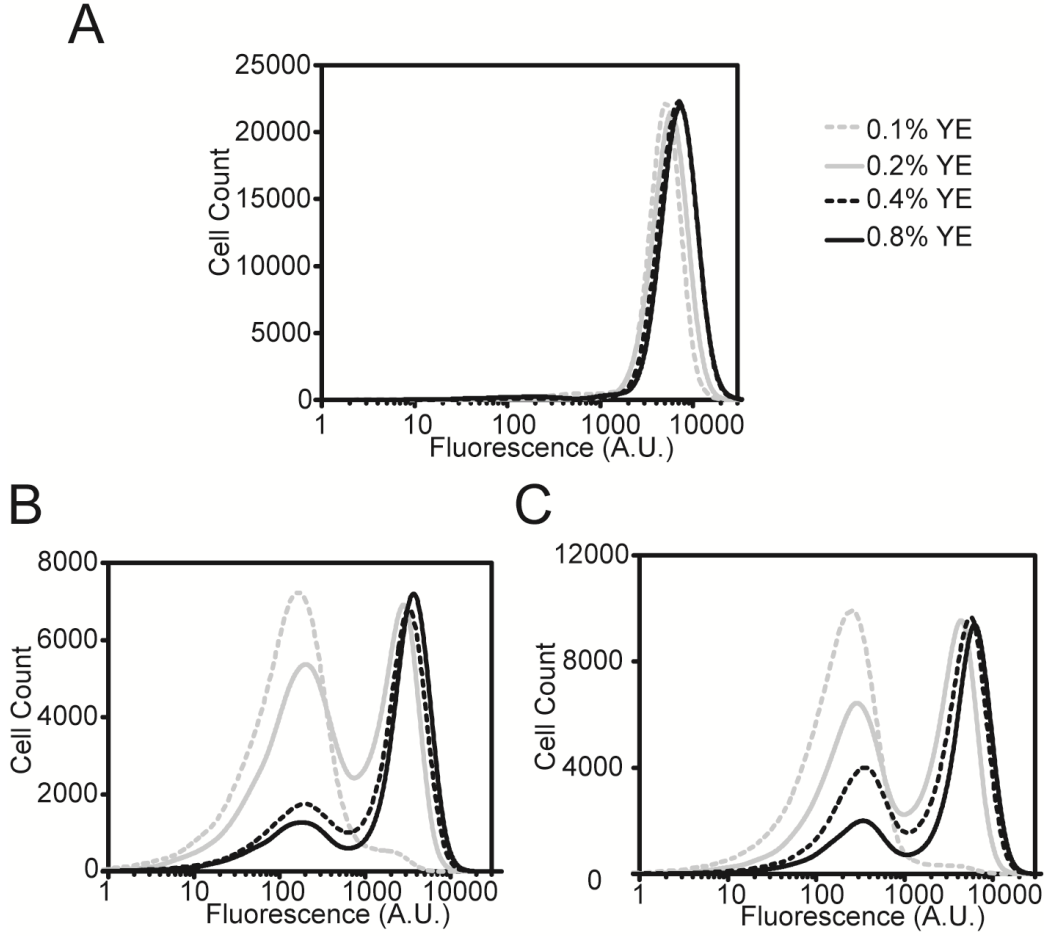 A
25000
20000
15000
10000
5000
0
Cell Count
1 10 100 1000 10000
Fluorescence (A.U.)
0.1% YE
0.2% YE
0.4% YE
0.8% YE
B
8000
6000
4000
2000
0
Cell Count
1 10 100 1000 10000
Fluorescence (A.U.)
C
12000
8000
4000
0
Cell Count
1 10 100 1000 10000
Fluorescence (A.U.)